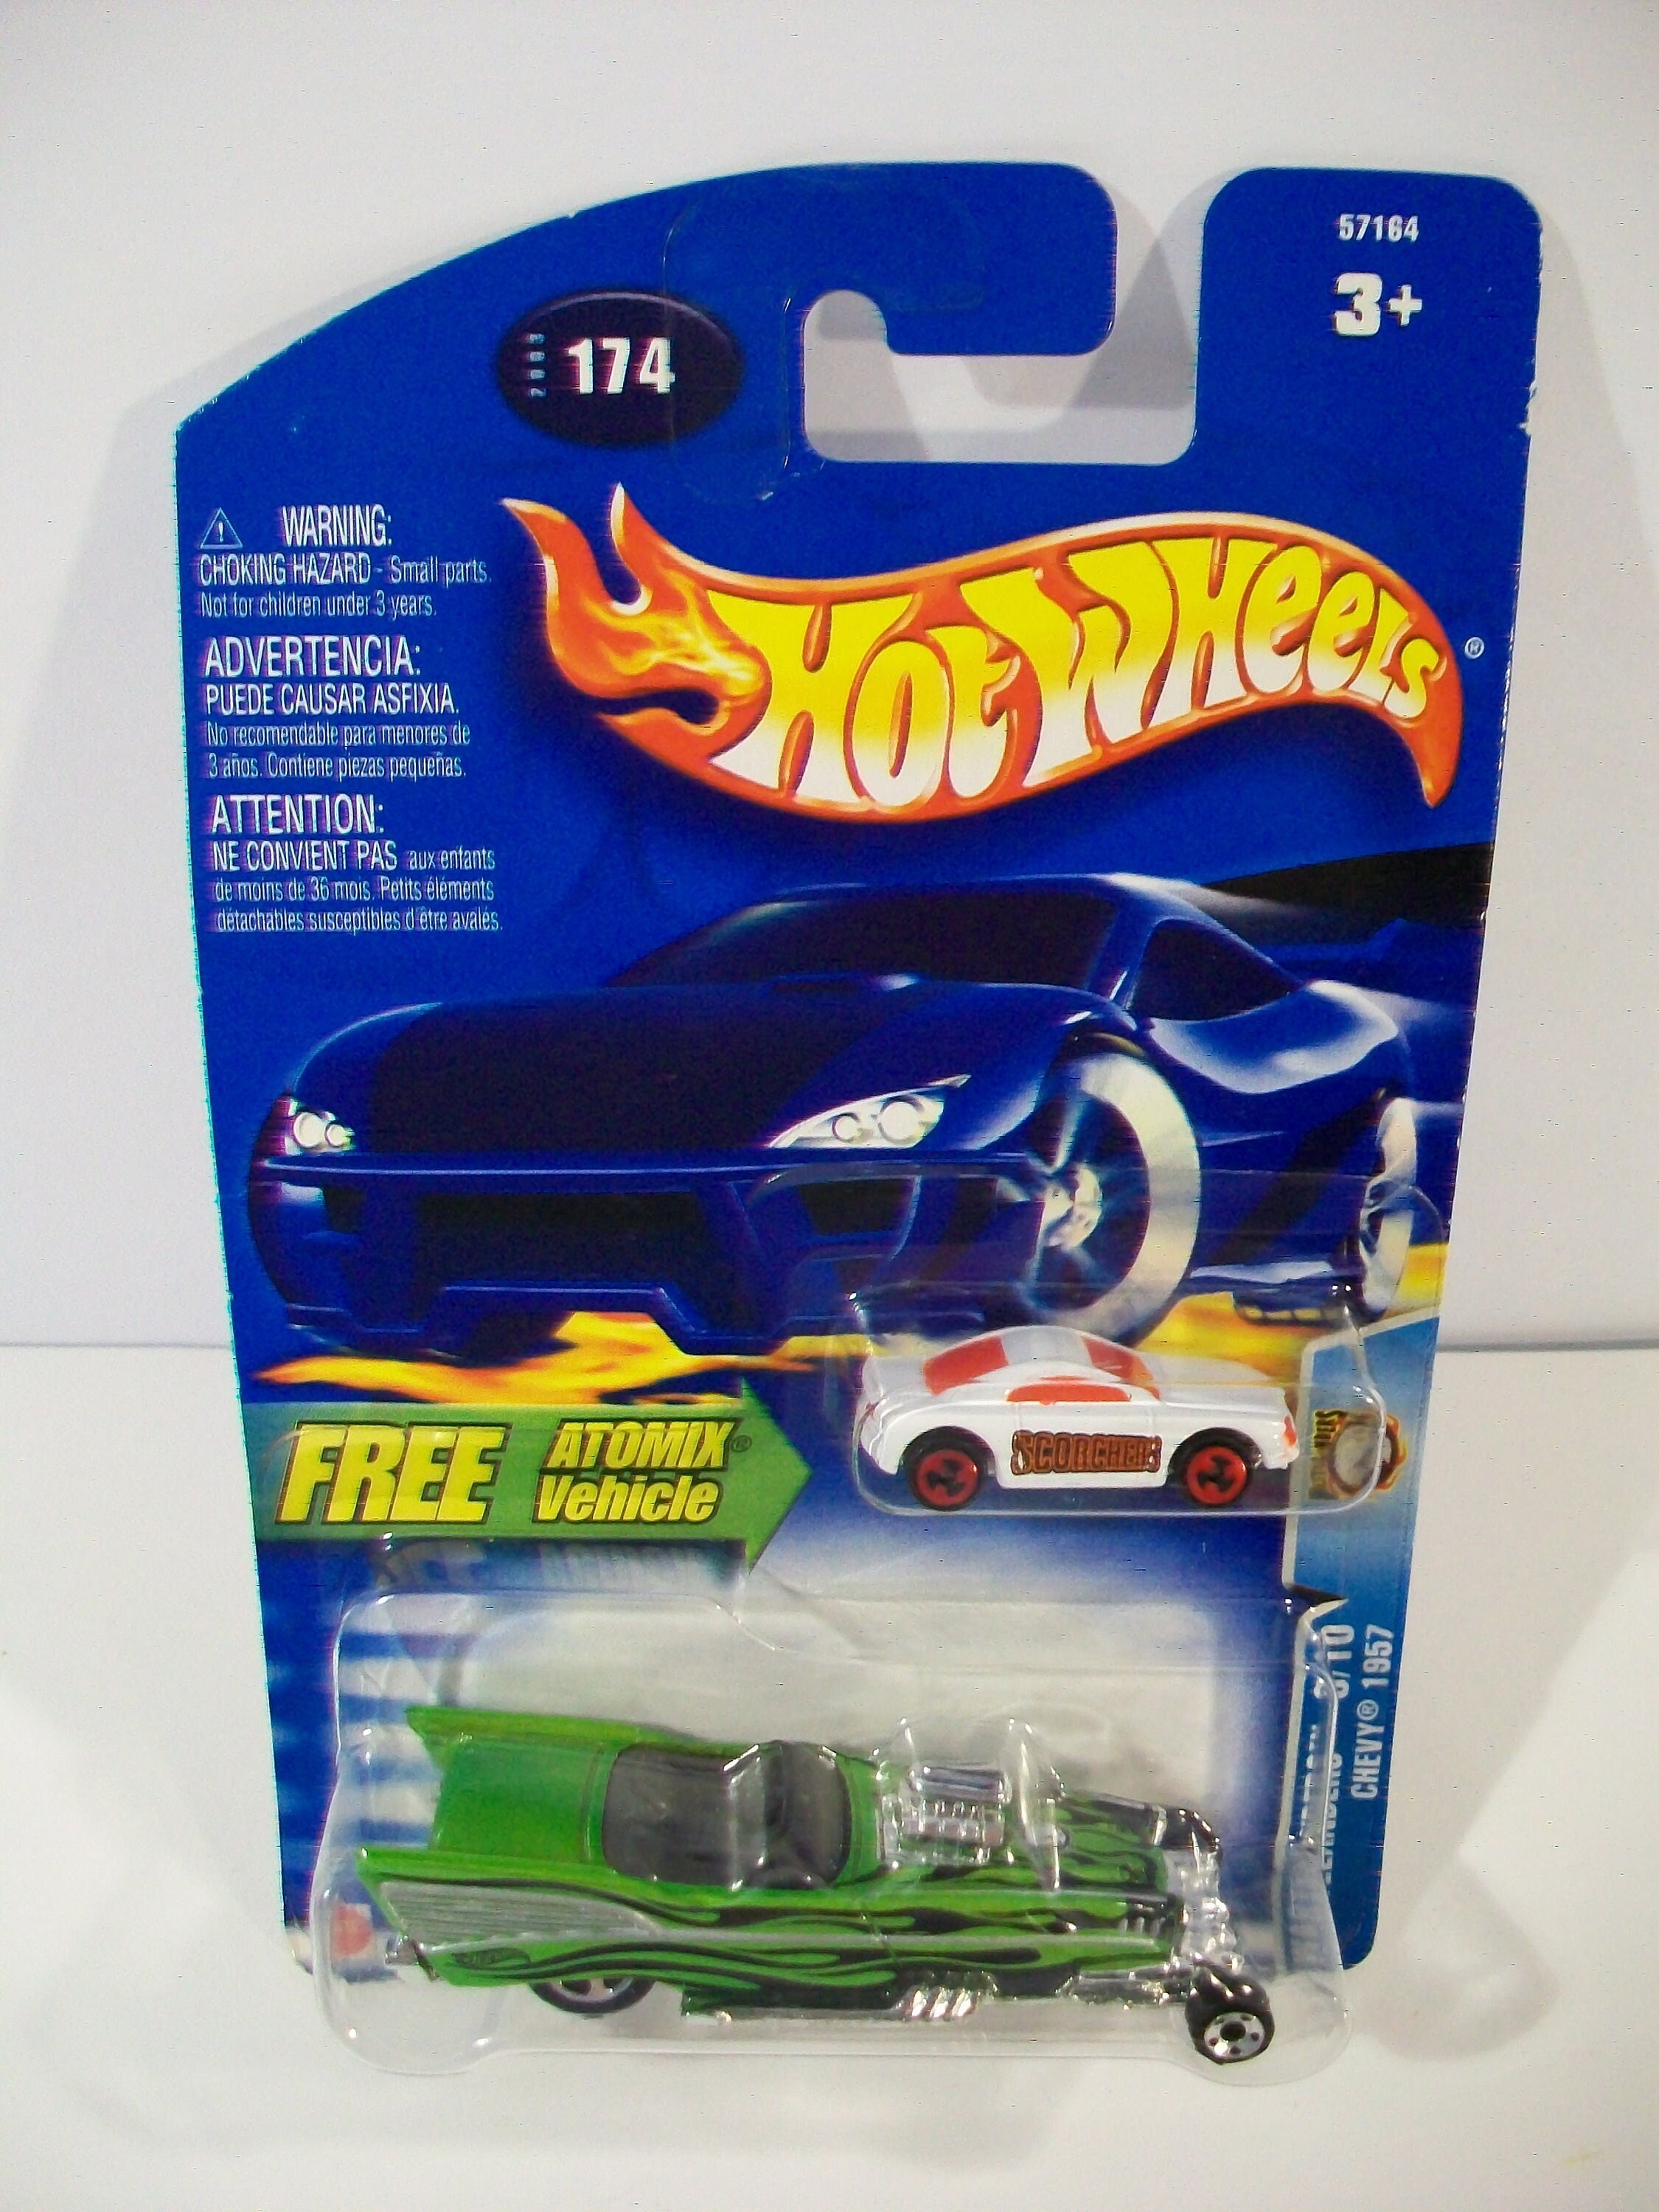 57164
3+
2003
174
WARNING:
CHOKING HAZARD - Small parts.
Not for children under 3 years.
ADVERTENCIA:
PUEDE CAUSAR ASFIXIA.
No recomendable para menores de
3 años. Contiene piezas pequeñas.
ATTENTION:
NE CONVIENT PAS aux enfants
de moins de 36 mois. Petits éléments
détachables susceptibles d'être avalés.
Hot Wheels®
FREE ATOMIX®
Vehicle
SCORCHERS
CHEVY® 1957